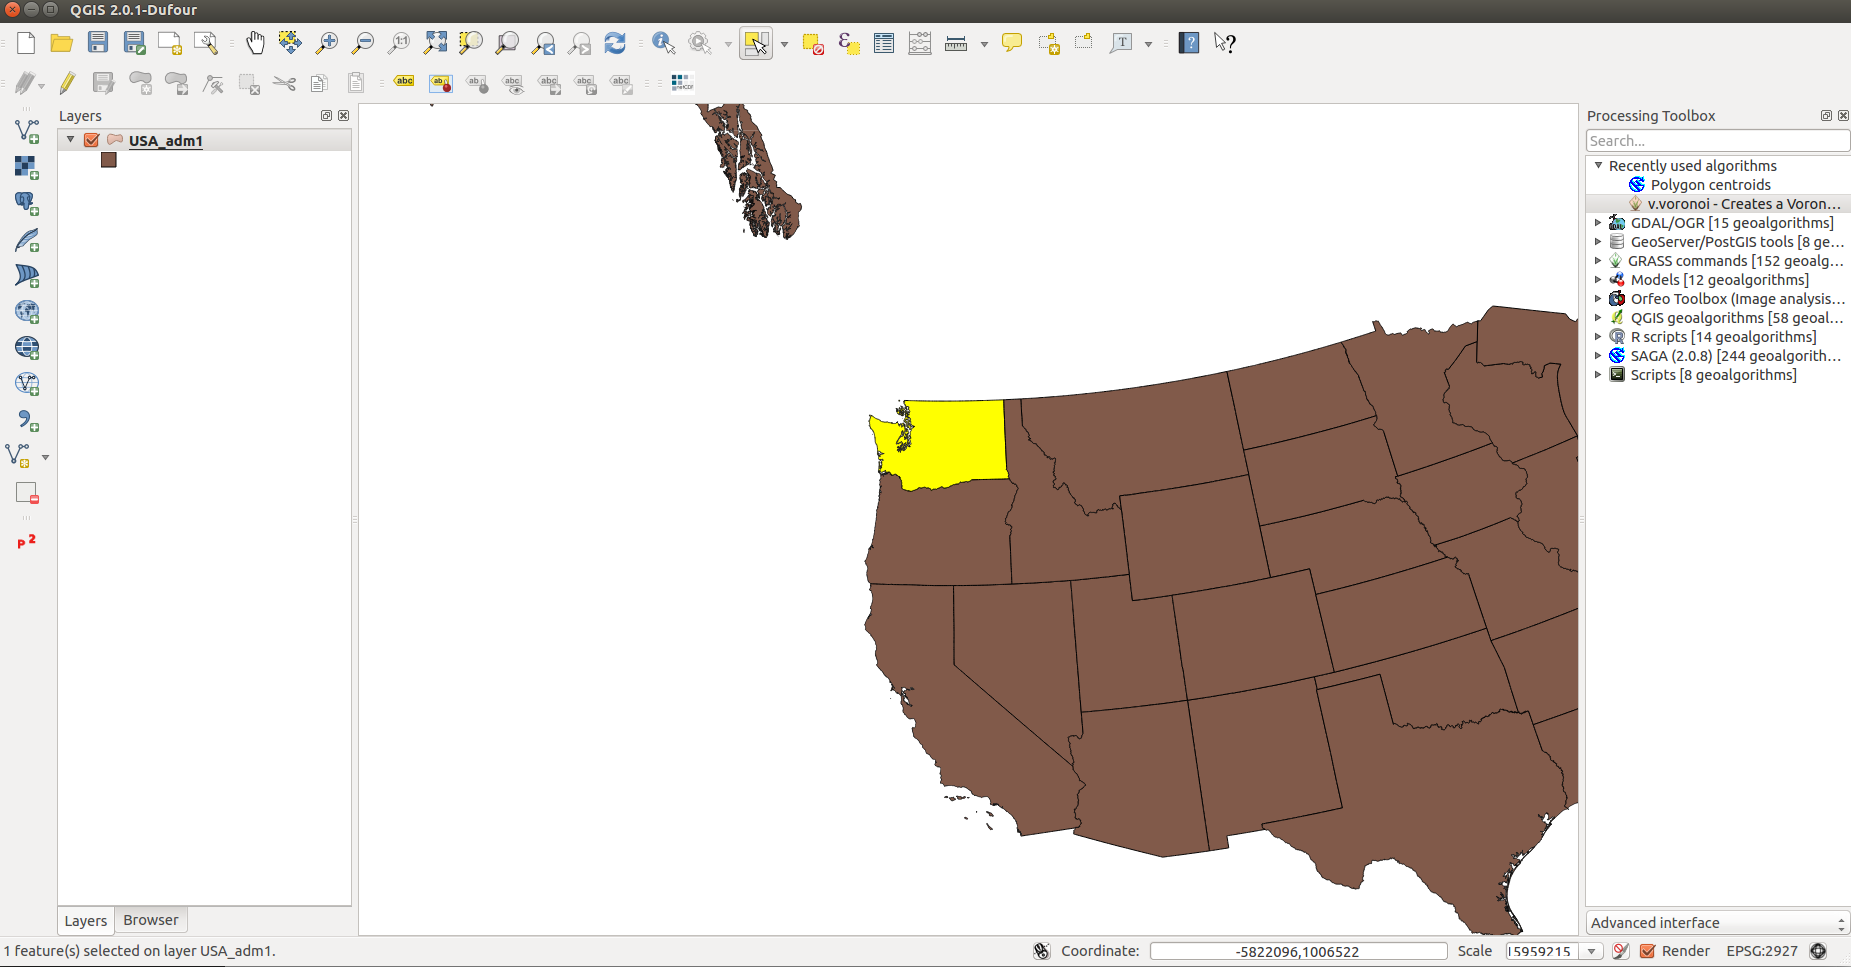 QGIS 2.0.1-Dufour
Layers
USA_adm1
Processing Toolbox
Search...
Recently used algorithms
Polygon centroids
v.voronoi - Creates a Voron...
GDAL/OGR [15 geoalgorithms]
GeoServer/PostGIS tools [8 ge...
GRASS commands [152 geoalg...
Models [12 geoalgorithms]
Orfeo Toolbox (Image analysis...
QGIS geoalgorithms [58 geoal...
R scripts [14 geoalgorithms]
SAGA (2.0.8) [244 geoalgorith...
Scripts [8 geoalgorithms]
Layers Browser
Advanced interface
1 feature(s) selected on layer USA_adm1.
Coordinate: -5822096,1006522 Scale 15959215 Render EPSG:2927